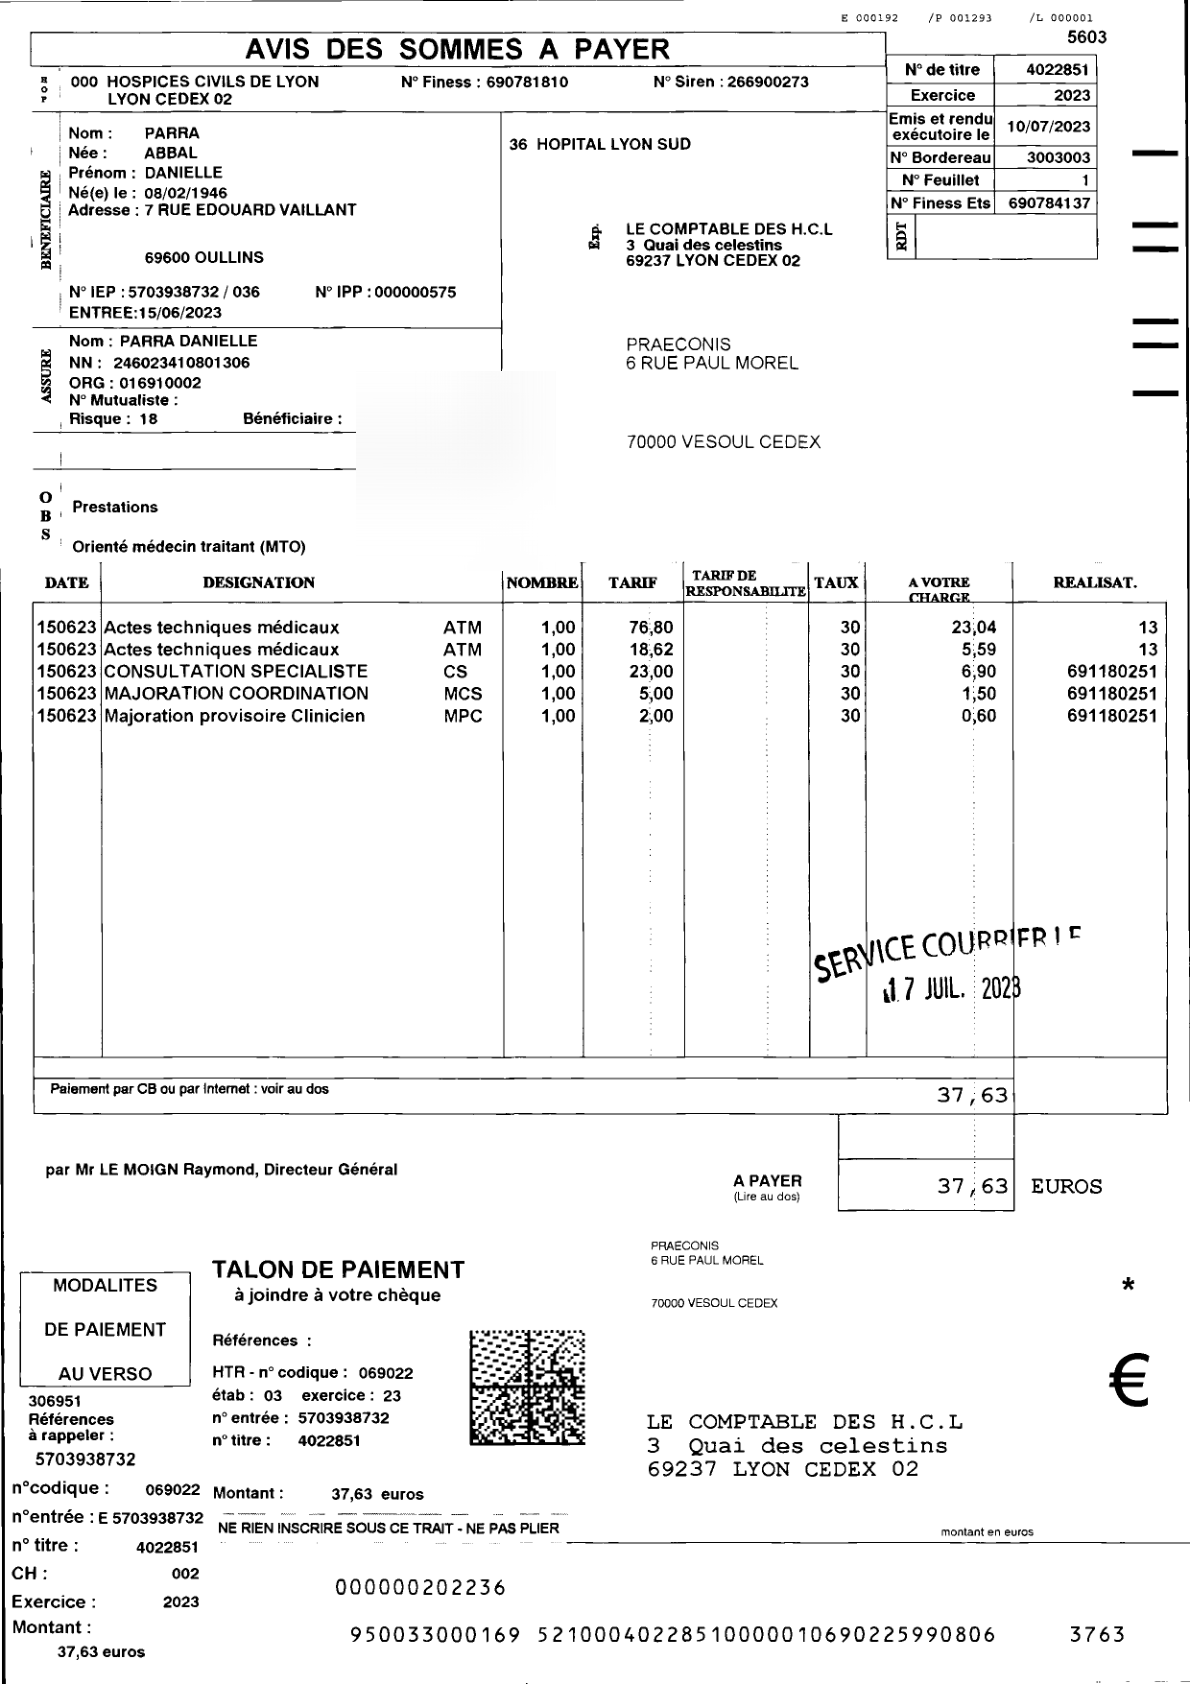 E 000192 /P 001293 /L 000001
5603
AVIS DES SOMMES A PAYER
HOP
000 HOSPICES CIVILS DE LYON N° Finess : 690781810 N° Siren : 266900273
LYON CEDEX 02
N° de titre 4022851
Exercice 2023
Emis et rendu exécutoire le 10/07/2023
N° Bordereau 3003003
N° Feuillet 1
N° Finess Ets 690784137
RDT
BENEFICIAIRE
Nom : PARRA
Née : ABBAL
Prénom : DANIELLE
Né(e) le : 08/02/1946
Adresse : 7 RUE EDOUARD VAILLANT
69600 OULLINS
N° IEP : 5703938732 / 036 N° IPP : 000000575
ENTREE:15/06/2023
36 HOPITAL LYON SUD
Exp.
LE COMPTABLE DES H.C.L
3 Quai des celestins
69237 LYON CEDEX 02
ASSURE
Nom : PARRA DANIELLE
NN : 246023410801306
ORG : 016910002
N° Mutualiste :
Risque : 18 Bénéficiaire :
PRAECONIS
6 RUE PAUL MOREL
70000 VESOUL CEDEX
OBS
Prestations
Orienté médecin traitant (MTO)
DATE DESIGNATION NOMBRE TARIF TARIF DE RESPONSABILITE TAUX A VOTRE CHARGE REALISAT.
150623 Actes techniques médicaux ATM 1,00 76,80 30 23,04 13
150623 Actes techniques médicaux ATM 1,00 18,62 30 5,59 13
150623 CONSULTATION SPECIALISTE CS 1,00 23,00 30 6,90 691180251
150623 MAJORATION COORDINATION MCS 1,00 5,00 30 1,50 691180251
150623 Majoration provisoire Clinicien MPC 1,00 2,00 30 0,60 691180251
SERVICE COURRIER LE
17 JUIL. 2023
Paiement par CB ou par Internet : voir au dos 37,63
par Mr LE MOIGN Raymond, Directeur Général
A PAYER 37,63 EUROS
(Lire au dos)
MODALITES
DE PAIEMENT
AU VERSO
306951
Références
à rappeler :
5703938732
n°codique : 069022
n°entrée : E 5703938732
n° titre : 4022851
CH : 002
Exercice : 2023
Montant :
37,63 euros
TALON DE PAIEMENT
à joindre à votre chèque
Références :
HTR - n° codique : 069022
étab : 03 exercice : 23
n° entrée : 5703938732
n° titre : 4022851
Montant : 37,63 euros
NE RIEN INSCRIRE SOUS CE TRAIT - NE PAS PLIER
PRAECONIS
6 RUE PAUL MOREL
70000 VESOUL CEDEX
*
€
LE COMPTABLE DES H.C.L
3 Quai des celestins
69237 LYON CEDEX 02
montant en euros
000000202236
950033000169 52100040228510000010690225990806 3763